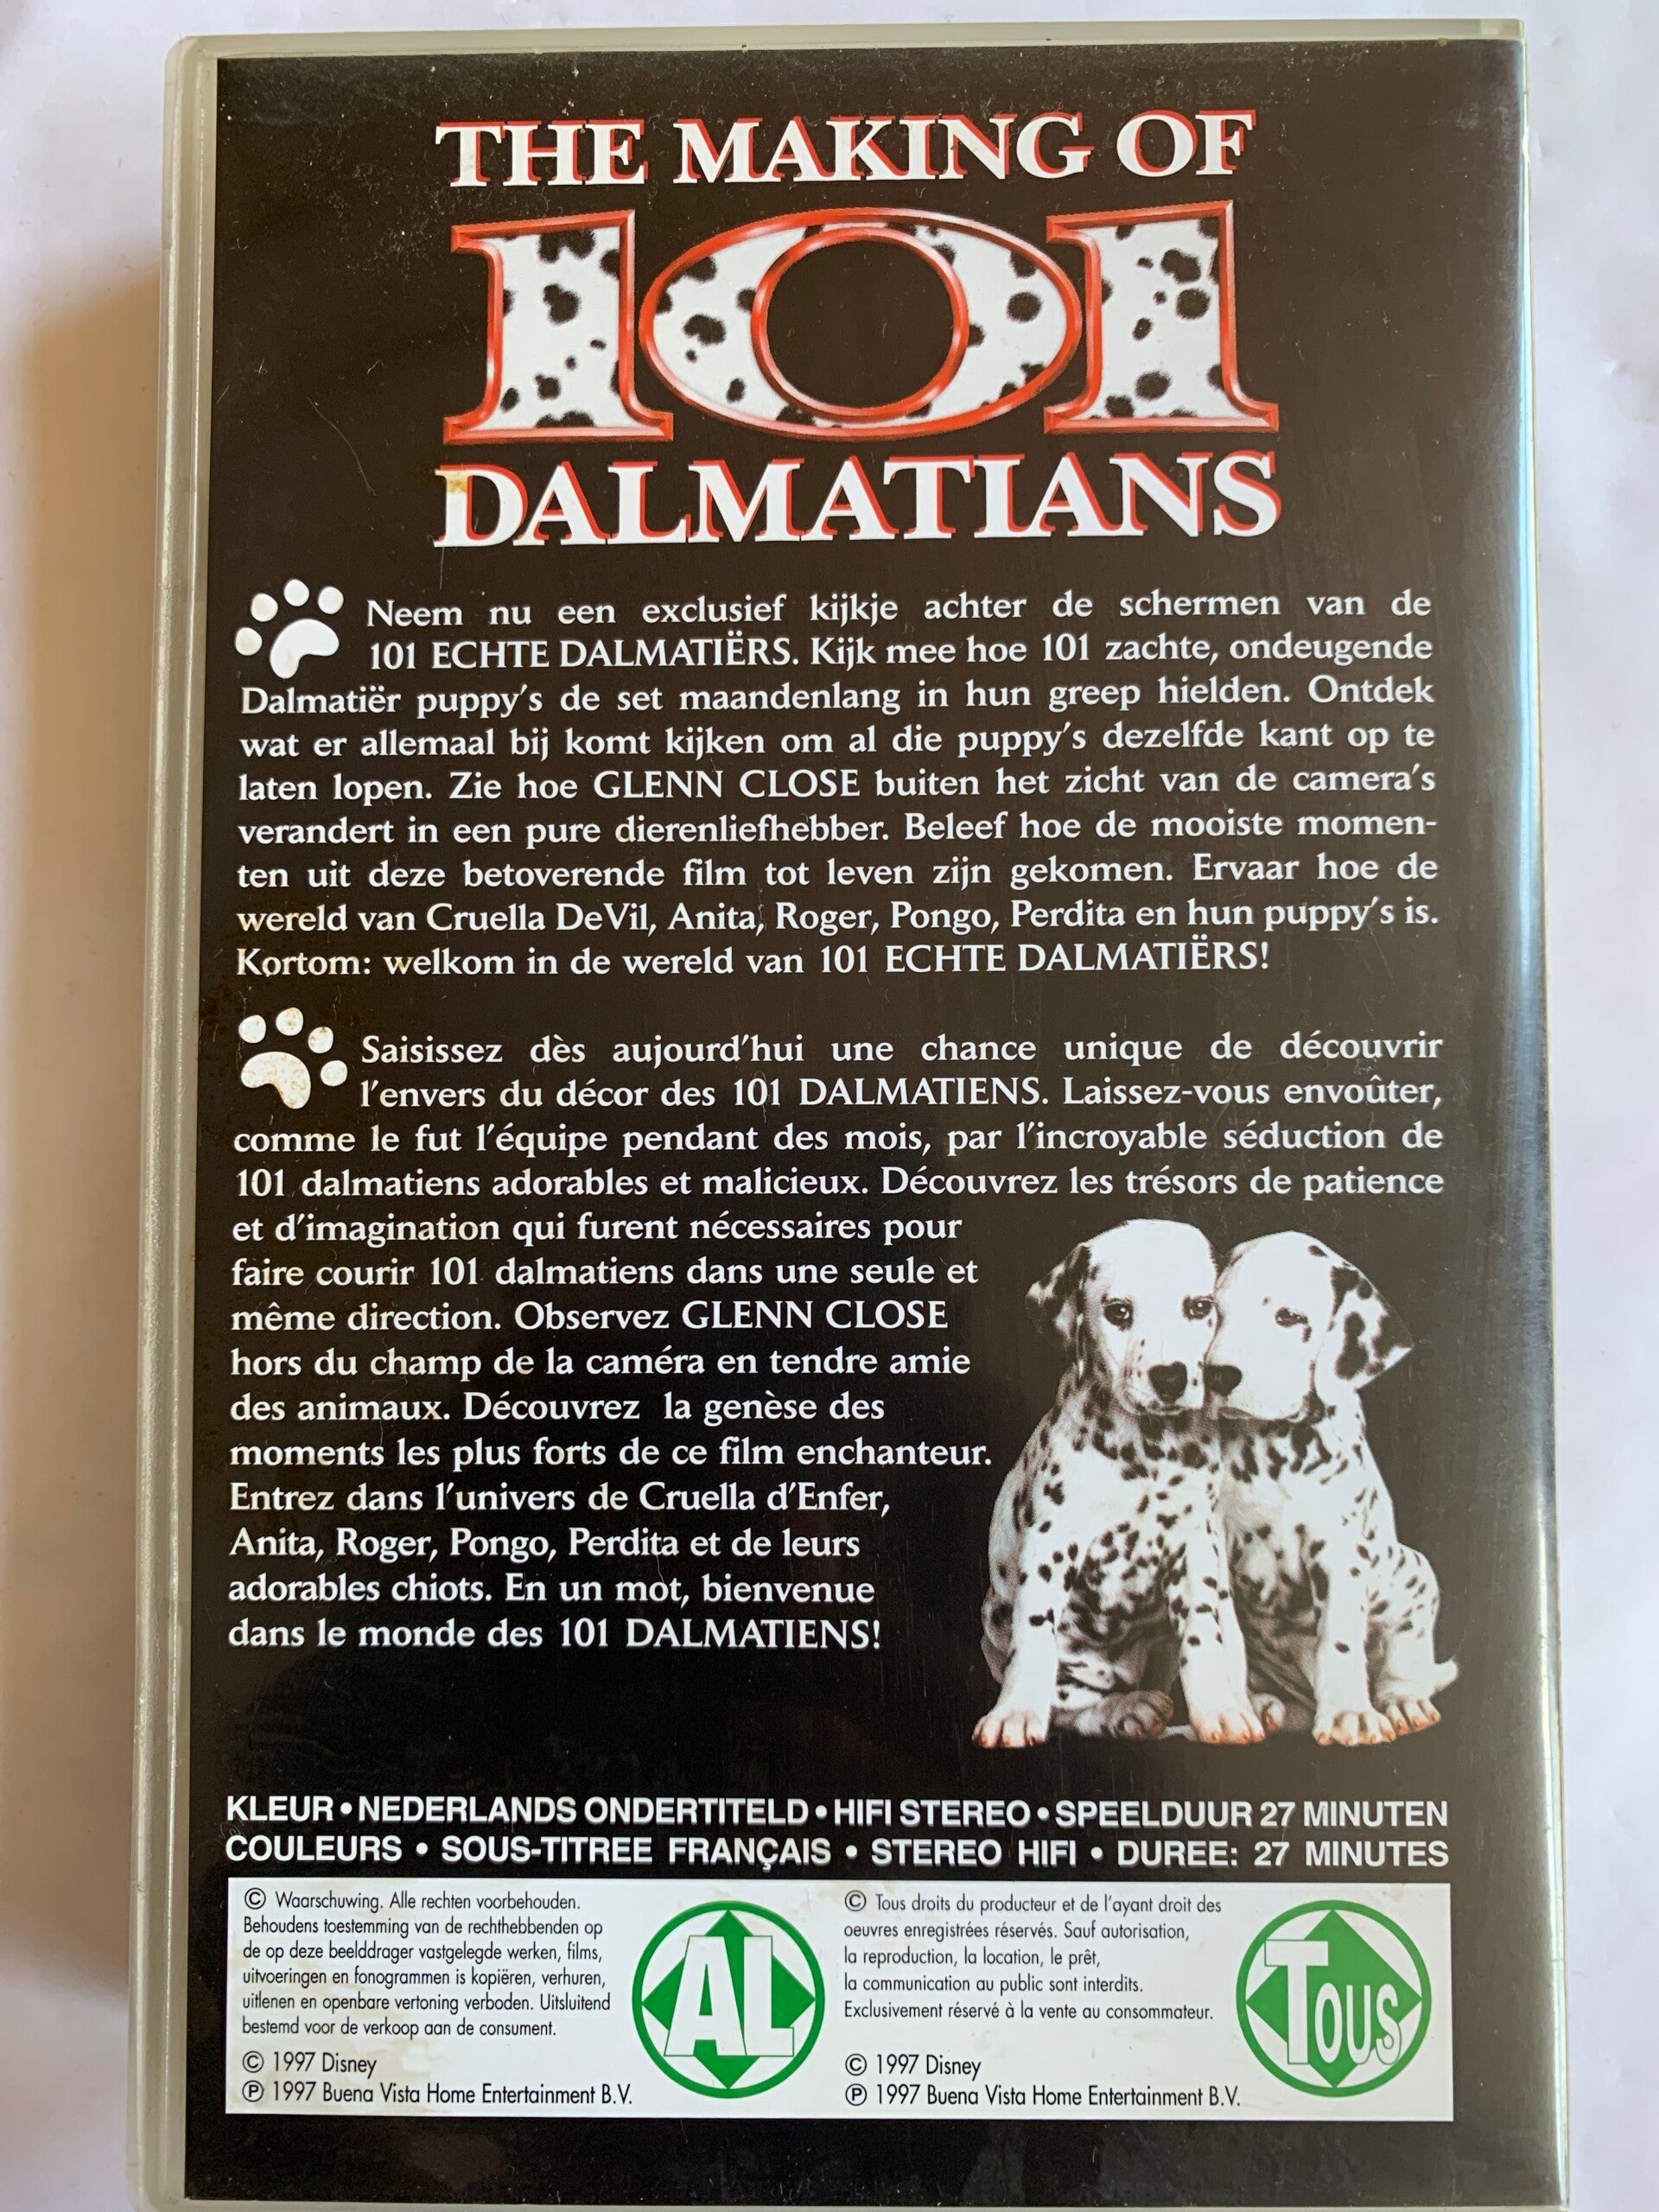 THE MAKING OF
101
DALMATIANS
Neem nu een exclusief kijkje achter de schermen van de
101 ECHTE DALMATIËRS. Kijk mee hoe 101 zachte, ondeugende
Dalmatiër puppy's de set maandenlang in hun greep hielden. Ontdek
wat er allemaal bij komt kijken om al die puppy's dezelfde kant op te
laten lopen. Zie hoe GLENN CLOSE buiten het zicht van de camera's
verandert in een pure dierenliefhebber. Beleef hoe de mooiste momen-
ten uit deze betoverende film tot leven zijn gekomen. Ervaar hoe de
wereld van Cruella DeVil, Anita, Roger, Pongo, Perdita en hun puppy's is.
Kortom: welkom in de wereld van 101 ECHTE DALMATIËRS!
Saisissez dès aujourd'hui une chance unique de découvrir
l'envers du décor des 101 DALMATIENS. Laissez-vous envoûter,
comme le fut l'équipe pendant des mois, par l'incroyable séduction de
101 dalmatiens adorables et malicieux. Découvrez les trésors de patience
et d'imagination qui furent nécessaires pour
faire courir 101 dalmatiens dans une seule et
même direction. Observez GLENN CLOSE
hors du champ de la caméra en tendre amie
des animaux. Découvrez la genèse des
moments les plus forts de ce film enchanteur.
Entrez dans l'univers de Cruella d'Enfer,
Anita, Roger, Pongo, Perdita et de leurs
adorables chiots. En un mot, bienvenue
dans le monde des 101 DALMATIENS!
KLEUR • NEDERLANDS ONDERTITELD • HIFI STEREO • SPEELDUUR 27 MINUTEN
COULEURS • SOUS-TITREE FRANÇAIS • STEREO HIFI • DUREE: 27 MINUTES
© Waarschuwing. Alle rechten voorbehouden.
Behoudens toestemming van de rechthebbenden op
de op deze beelddrager vastgelegde werken, films,
uitvoeringen en fonogrammen is kopiëren, verhuren,
uitlenen en openbare vertoning verboden. Uitsluitend
bestemd voor de verkoop aan de consument.
© 1997 Disney
℗ 1997 Buena Vista Home Entertainment B.V.
AL
© Tous droits du producteur et de l'ayant droit des
oeuvres enregistrées réservés. Sauf autorisation,
la reproduction, la location, le prêt,
la communication au public sont interdits.
Exclusivement réservé à la vente au consommateur.
© 1997 Disney
℗ 1997 Buena Vista Home Entertainment B.V.
TOUS